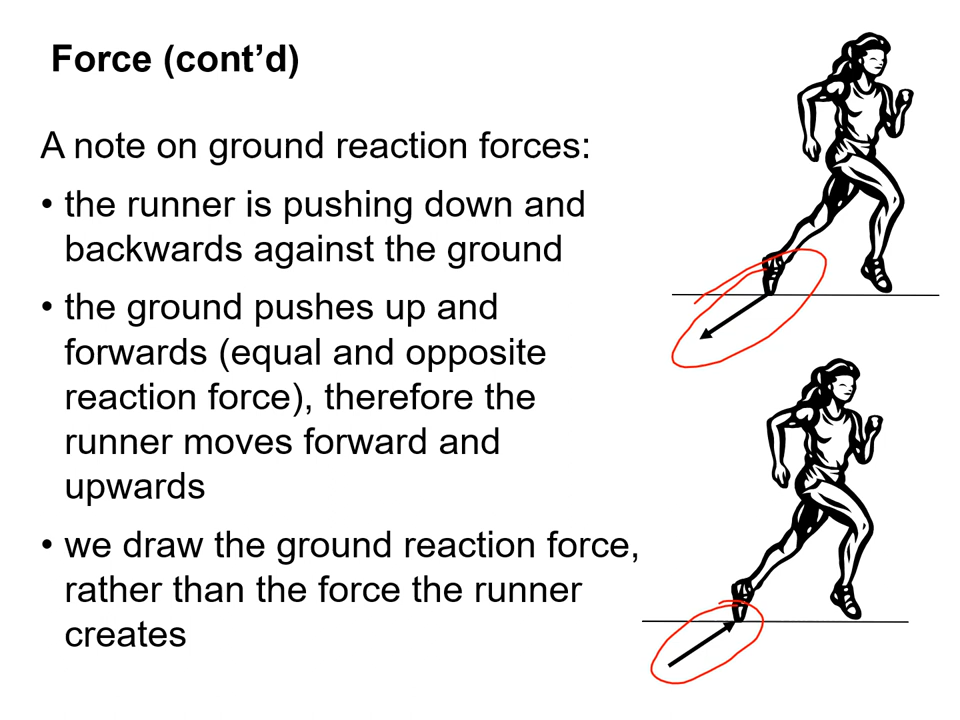 Force (cont’d)
A note on ground reaction forces:
• the runner is pushing down and
backwards against the ground
• the ground pushes up and
forwards (equal and opposite
reaction force), therefore the
runner moves forward and
upwards
• we draw the ground reaction force,
rather than the force the runner
creates